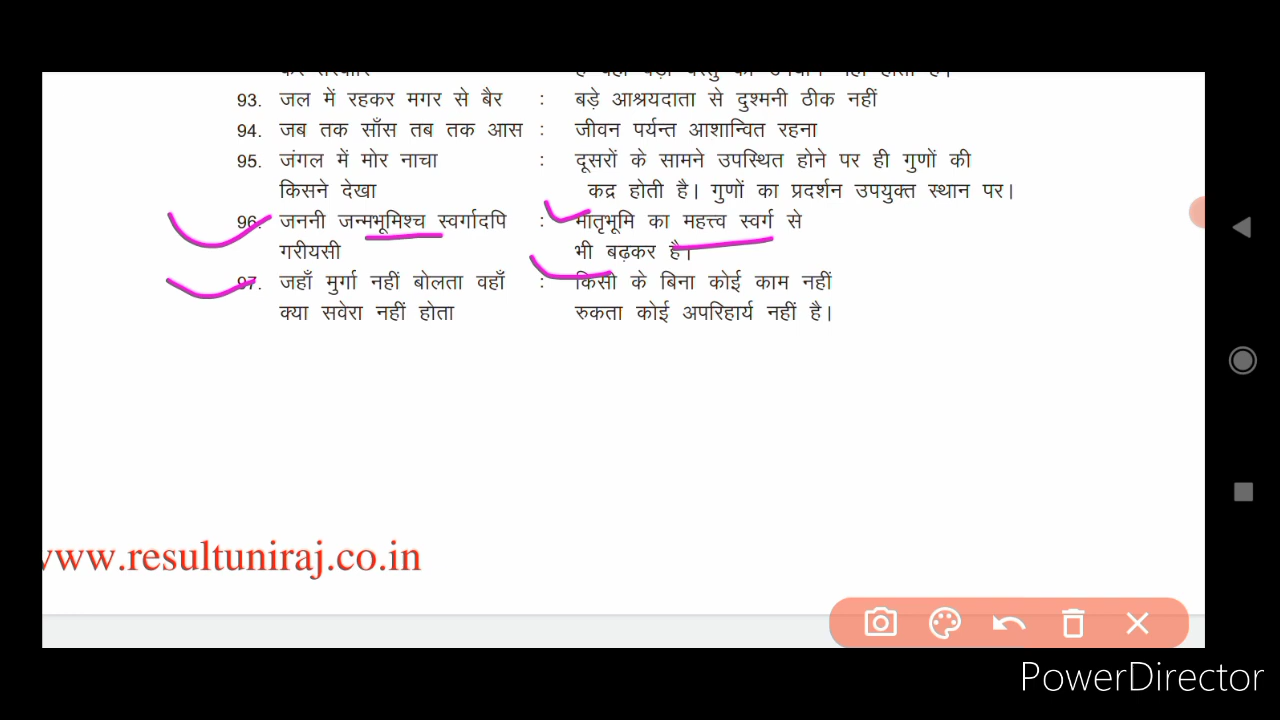 93. जल में रहकर मगर से बैर : बड़े आश्रयदाता से दुश्मनी ठीक नहीं
94. जब तक साँस तब तक आस : जीवन पर्यन्त आशान्वित रहना
95. जंगल में मोर नाचा : दूसरों के सामने उपस्थित होने पर ही गुणों की
किसने देखा कद्र होती है। गुणों का प्रदर्शन उपयुक्त स्थान पर।
96. जननी जन्मभूमिश्च स्वर्गादपि : मातृभूमि का महत्त्व स्वर्ग से
गरीयसी भी बढ़कर है।
97. जहाँ मुर्गा नहीं बोलता वहाँ : किसी के बिना कोई काम नहीं
क्या सवेरा नहीं होता रुकता कोई अपरिहार्य नहीं है।
www.resultuniraj.co.in
PowerDirector